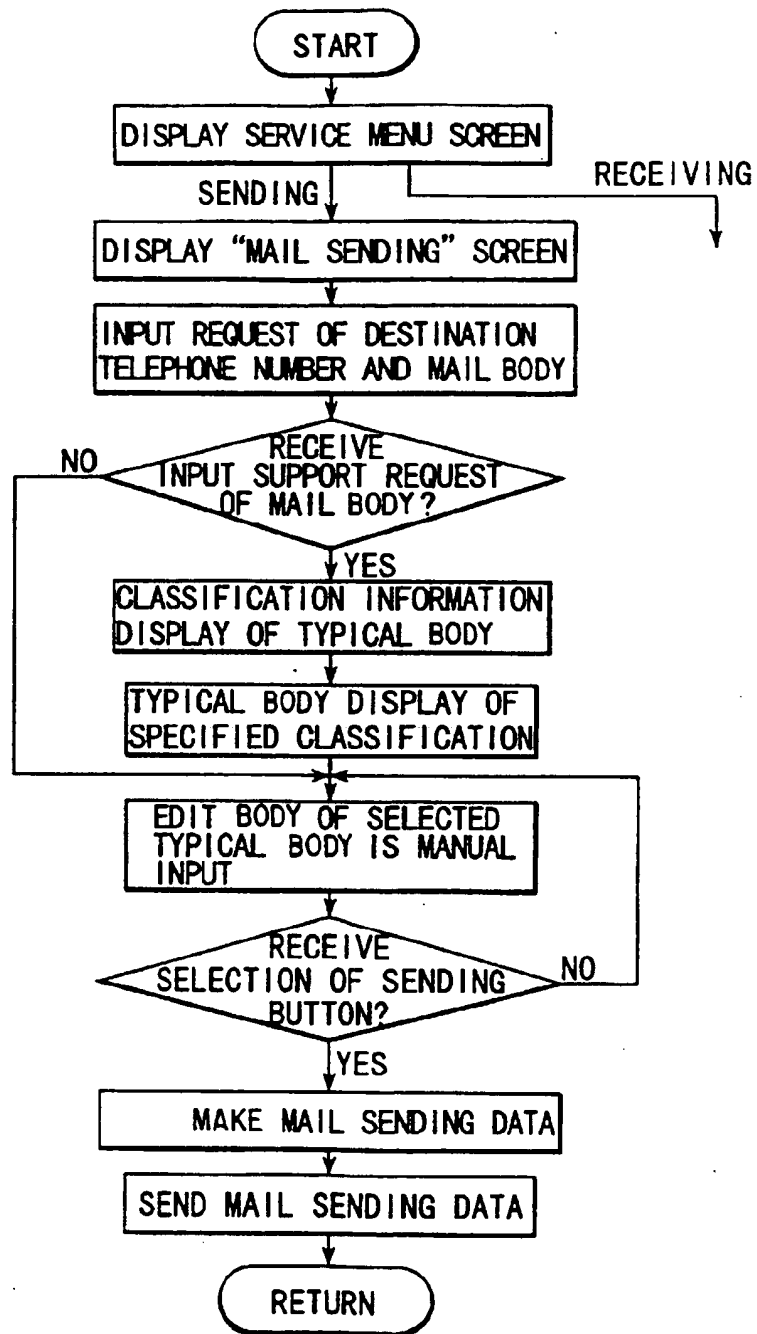 START
DISPLAY SERVICE MENU SCREEN
SENDING
RECEIVING
DISPLAY “MAIL SENDING” SCREEN
INPUT REQUEST OF DESTINATION
TELEPHONE NUMBER AND MAIL BODY
NO
RECEIVE
INPUT SUPPORT REQUEST
OF MAIL BODY?
YES
CLASSIFICATION INFORMATION
DISPLAY OF TYPICAL BODY
TYPICAL BODY DISPLAY OF
SPECIFIED CLASSIFICATION
EDIT BODY OF SELECTED
TYPICAL BODY IS MANUAL
INPUT
RECEIVE
SELECTION OF SENDING
BUTTON?
NO
YES
MAKE MAIL SENDING DATA
SEND MAIL SENDING DATA
RETURN